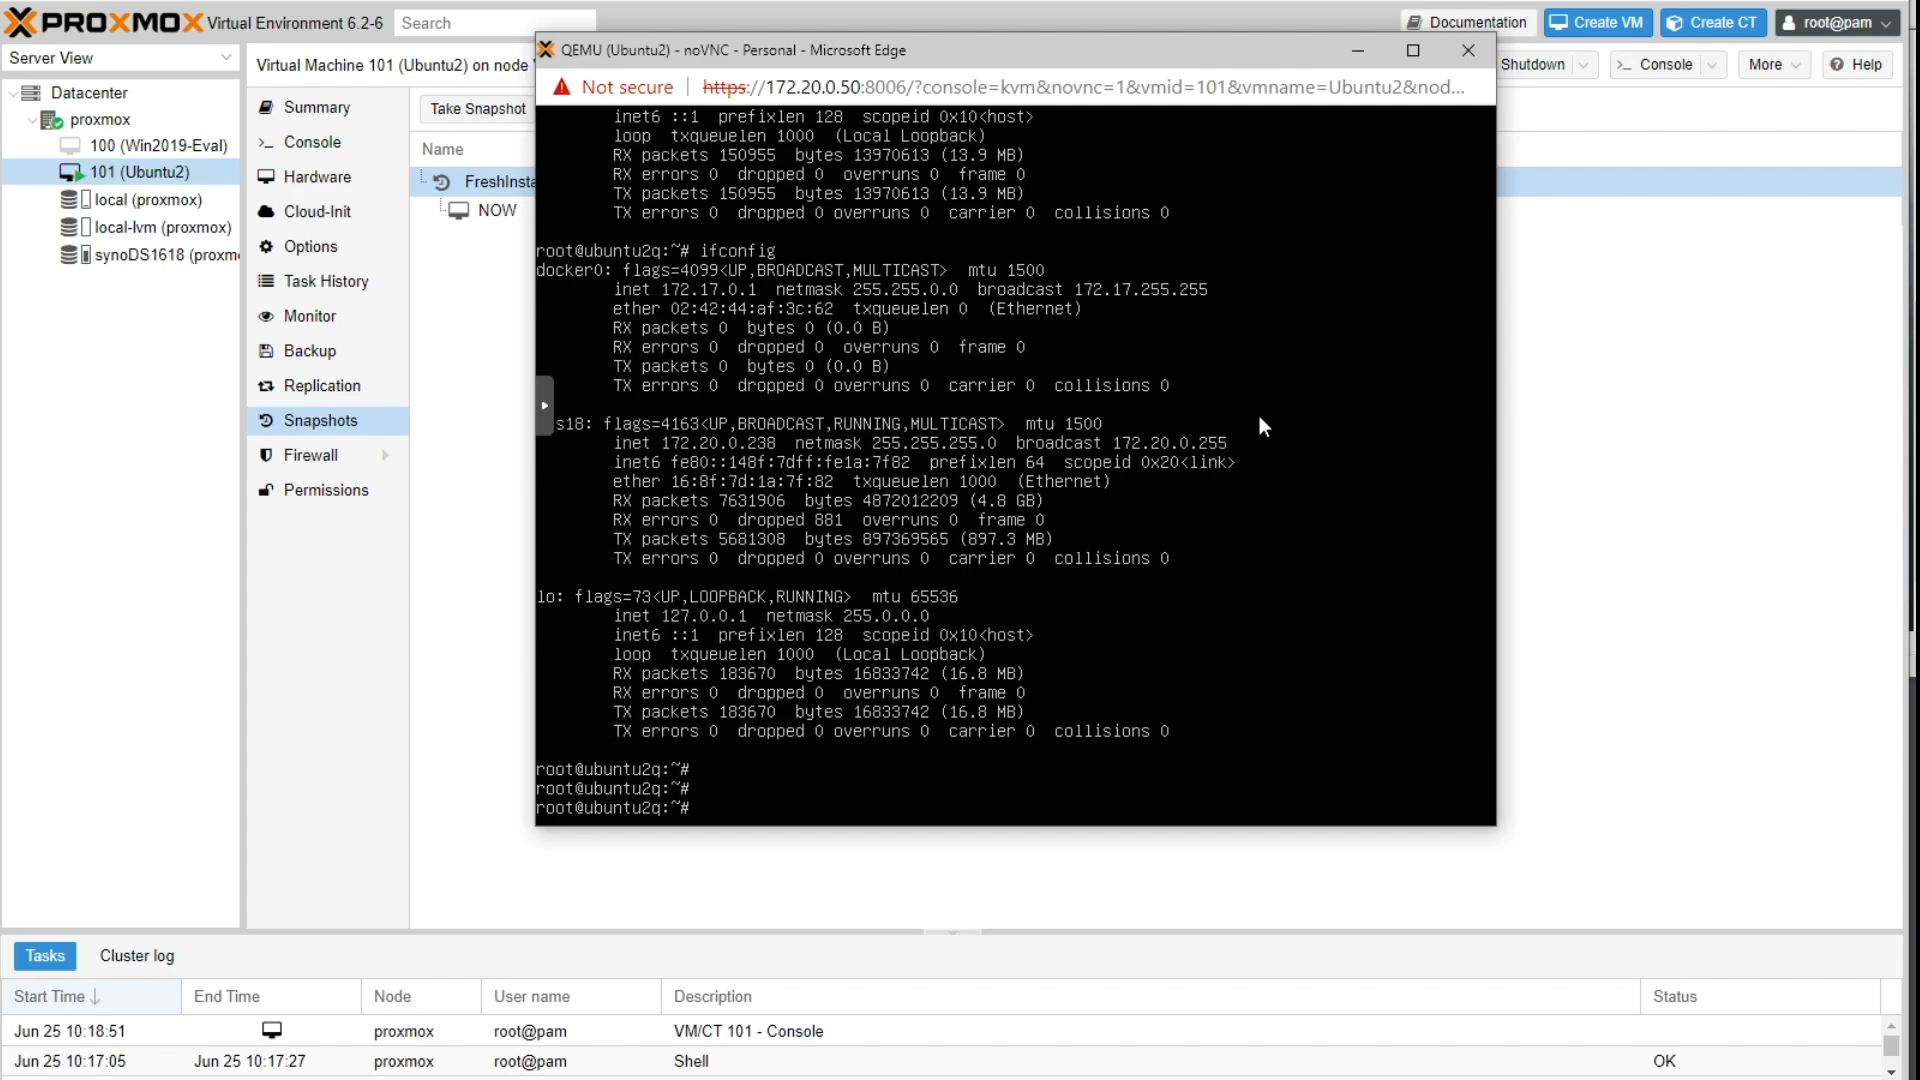 PROXMOX Virtual Environment 6.2-6 Search Documentation Create VM Create CT root@pam
Server View
Virtual Machine 101 (Ubuntu2) on node
Shutdown >_ Console More Help
Datacenter
proxmox
100 (Win2019-Eval)
101 (Ubuntu2)
local (proxmox)
local-lvm (proxmox)
synoDS1618 (proxm
Summary
>_ Console
Hardware
Cloud-Init
Options
Task History
Monitor
Backup
Replication
Snapshots
Firewall
Permissions
Take Snapshot
Name
FreshInsta
NOW
QEMU (Ubuntu2) - noVNC - Personal - Microsoft Edge
Not secure | https://172.20.0.50:8006/?console=kvm&novnc=1&vmid=101&vmname=Ubuntu2&nod...
inet6 ::1 prefixlen 128 scopeid 0x10<host>
loop txqueuelen 1000 (Local Loopback)
RX packets 150955 bytes 13970613 (13.9 MB)
RX errors 0 dropped 0 overruns 0 frame 0
TX packets 150955 bytes 13970613 (13.9 MB)
TX errors 0 dropped 0 overruns 0 carrier 0 collisions 0
root@ubuntu2q:~# ifconfig
docker0: flags=4099<UP,BROADCAST,MULTICAST> mtu 1500
inet 172.17.0.1 netmask 255.255.0.0 broadcast 172.17.255.255
ether 02:42:44:af:3c:62 txqueuelen 0 (Ethernet)
RX packets 0 bytes 0 (0.0 B)
RX errors 0 dropped 0 overruns 0 frame 0
TX packets 0 bytes 0 (0.0 B)
TX errors 0 dropped 0 overruns 0 carrier 0 collisions 0
s18: flags=4163<UP,BROADCAST,RUNNING,MULTICAST> mtu 1500
inet 172.20.0.238 netmask 255.255.255.0 broadcast 172.20.0.255
inet6 fe80::148f:7dff:fe1a:7f82 prefixlen 64 scopeid 0x20<link>
ether 16:8f:7d:1a:7f:82 txqueuelen 1000 (Ethernet)
RX packets 7631906 bytes 4872012209 (4.8 GB)
RX errors 0 dropped 881 overruns 0 frame 0
TX packets 5681308 bytes 897369565 (897.3 MB)
TX errors 0 dropped 0 overruns 0 carrier 0 collisions 0
lo: flags=73<UP,LOOPBACK,RUNNING> mtu 65536
inet 127.0.0.1 netmask 255.0.0.0
inet6 ::1 prefixlen 128 scopeid 0x10<host>
loop txqueuelen 1000 (Local Loopback)
RX packets 183670 bytes 16833742 (16.8 MB)
RX errors 0 dropped 0 overruns 0 frame 0
TX packets 183670 bytes 16833742 (16.8 MB)
TX errors 0 dropped 0 overruns 0 carrier 0 collisions 0
root@ubuntu2q:~#
root@ubuntu2q:~#
root@ubuntu2q:~#
Tasks Cluster log
Start Time End Time Node User name Description Status
Jun 25 10:18:51 proxmox root@pam VM/CT 101 - Console
Jun 25 10:17:05 Jun 25 10:17:27 proxmox root@pam Shell OK